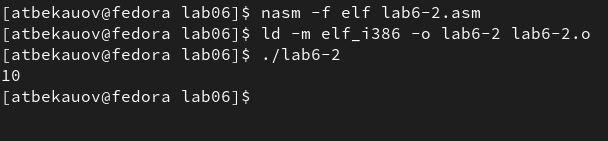 [atbekauov@fedora lab06]$ nasm -f elf lab6-2.asm
[atbekauov@fedora lab06]$ ld -m elf_i386 -o lab6-2 lab6-2.o
[atbekauov@fedora lab06]$ ./lab6-2
10
[atbekauov@fedora lab06]$